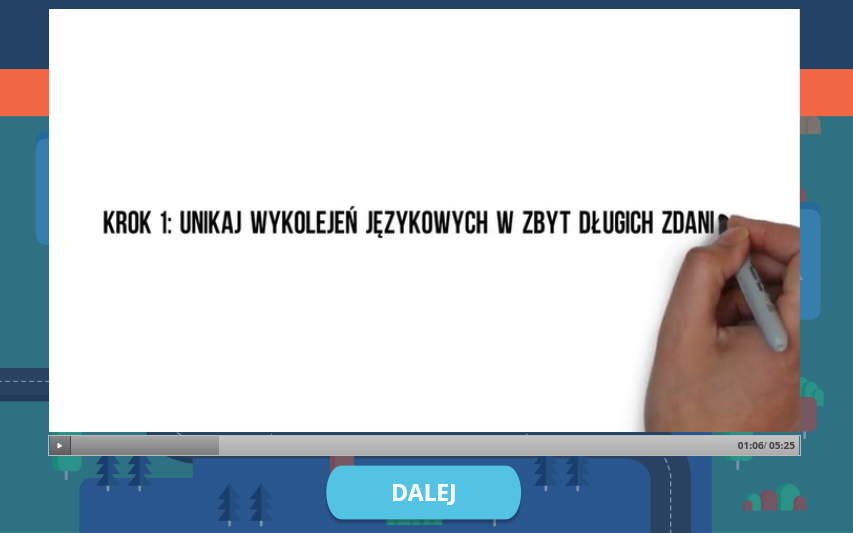 KROK 1: UNIKAJ WYKOLEJEŃ JĘZYKOWYCH W ZBYT DŁUGICH ZDANI
01:06/ 05:25
DALEJ